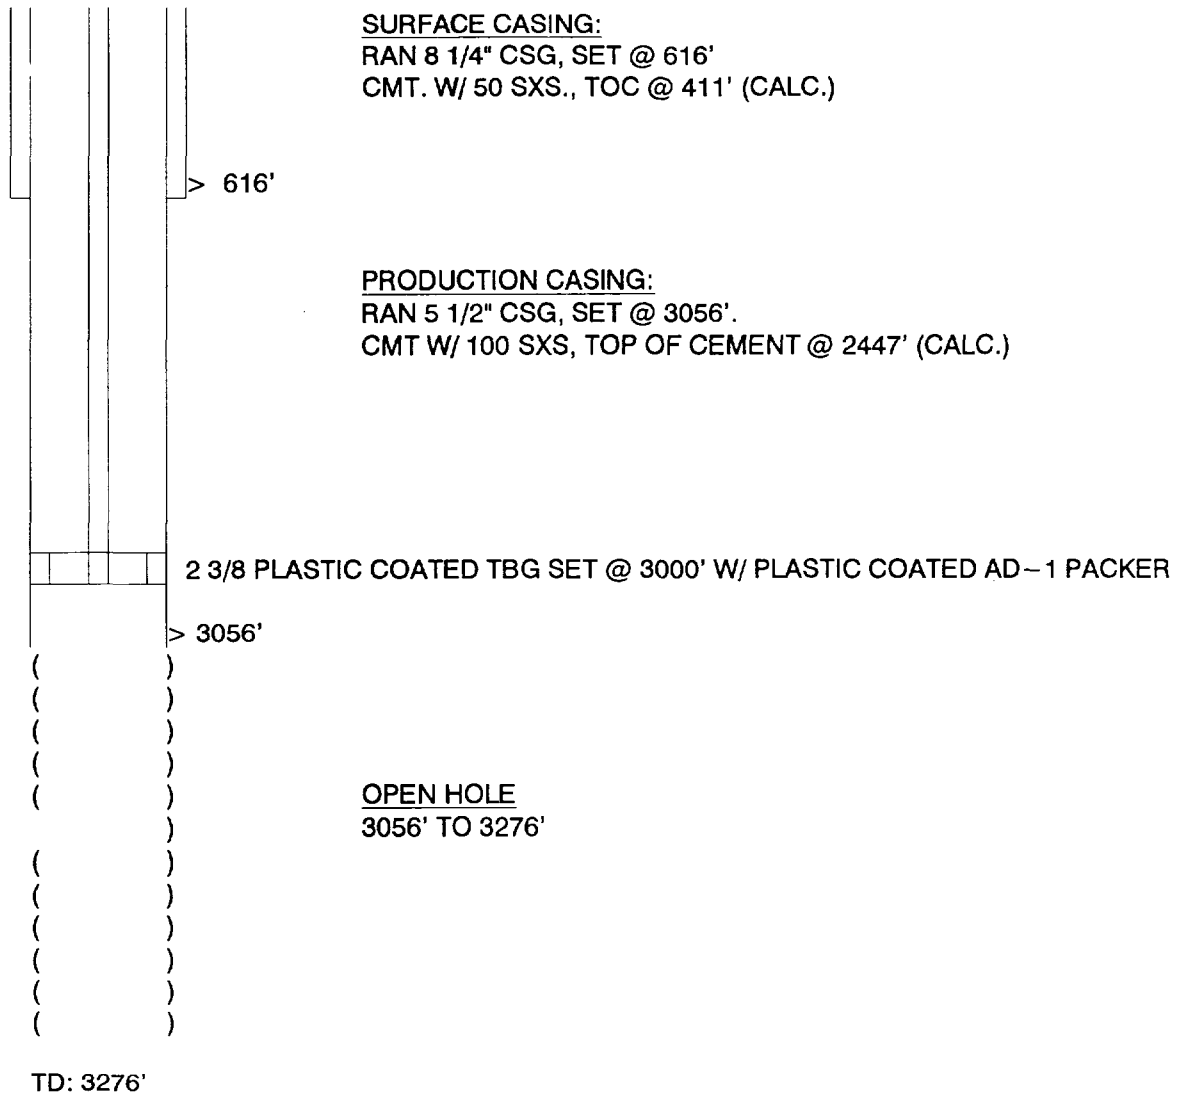 SURFACE CASING:
RAN 8 1/4" CSG, SET @ 616'
CMT. W/ 50 SXS., TOC @ 411' (CALC.)
> 616'
PRODUCTION CASING:
RAN 5 1/2" CSG, SET @ 3056'.
CMT W/ 100 SXS, TOP OF CEMENT @ 2447' (CALC.)
2 3/8 PLASTIC COATED TBG SET @ 3000' W/ PLASTIC COATED AD-1 PACKER
> 3056'
( )
( )
( )
( )
( )
OPEN HOLE
)
3056' TO 3276'
( )
( )
( )
( )
( )
( )
TD: 3276'